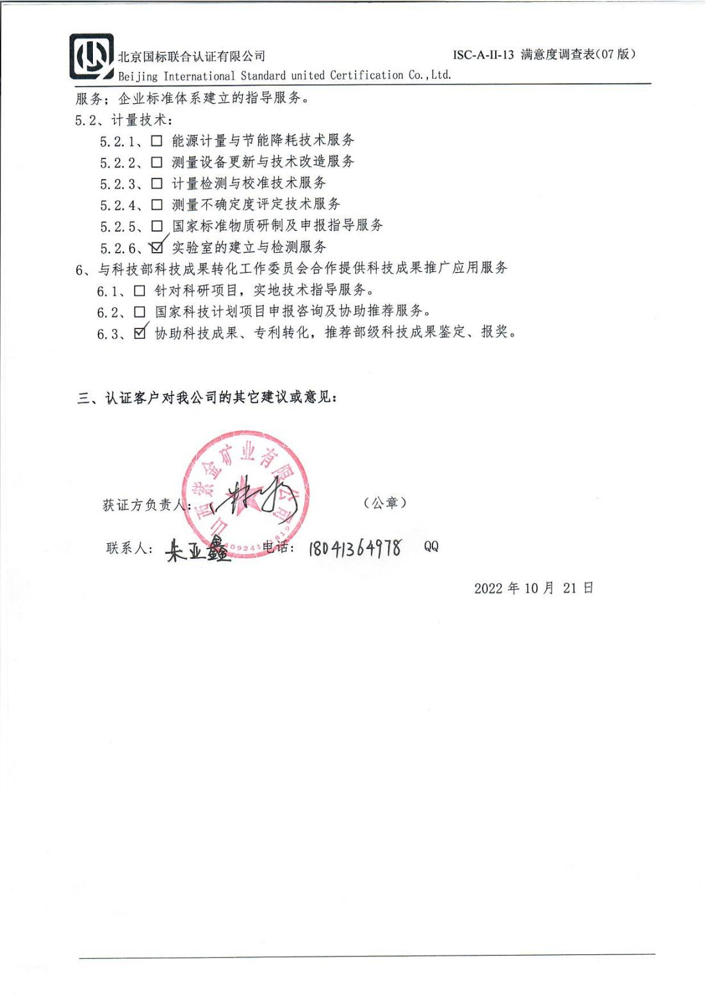 北京国标联合认证有限公司 ISC-A-II-13 满意度调查表(07 版)
Beijing International Standard united Certification Co.,Ltd.
服务；企业标准体系建立的指导服务。
5.2、计量技术：
5.2.1、□ 能源计量与节能降耗技术服务
5.2.2、□ 测量设备更新与技术改造服务
5.2.3、□ 计量检测与校准技术服务
5.2.4、□ 测量不确定度评定技术服务
5.2.5、□ 国家标准物质研制及申报指导服务
5.2.6、☑ 实验室的建立与检测服务
6、与科技部科技成果转化工作委员会合作提供科技成果推广应用服务
6.1、□ 针对科研项目，实地技术指导服务。
6.2、□ 国家科技计划项目申报咨询及协助推荐服务。
6.3、☑ 协助科技成果、专利转化，推荐部级科技成果鉴定、报奖。
三、认证客户对我公司的其它建议或意见：
山西紫金矿业有限公司
获证方负责人： （公章）
联系人：朱亚鑫 电话：18041364978 QQ
2022 年 10 月 21 日